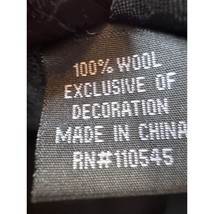 100% WOOL
EXCLUSIVE OF
DECORATION
MADE IN CHINA
RN#110545